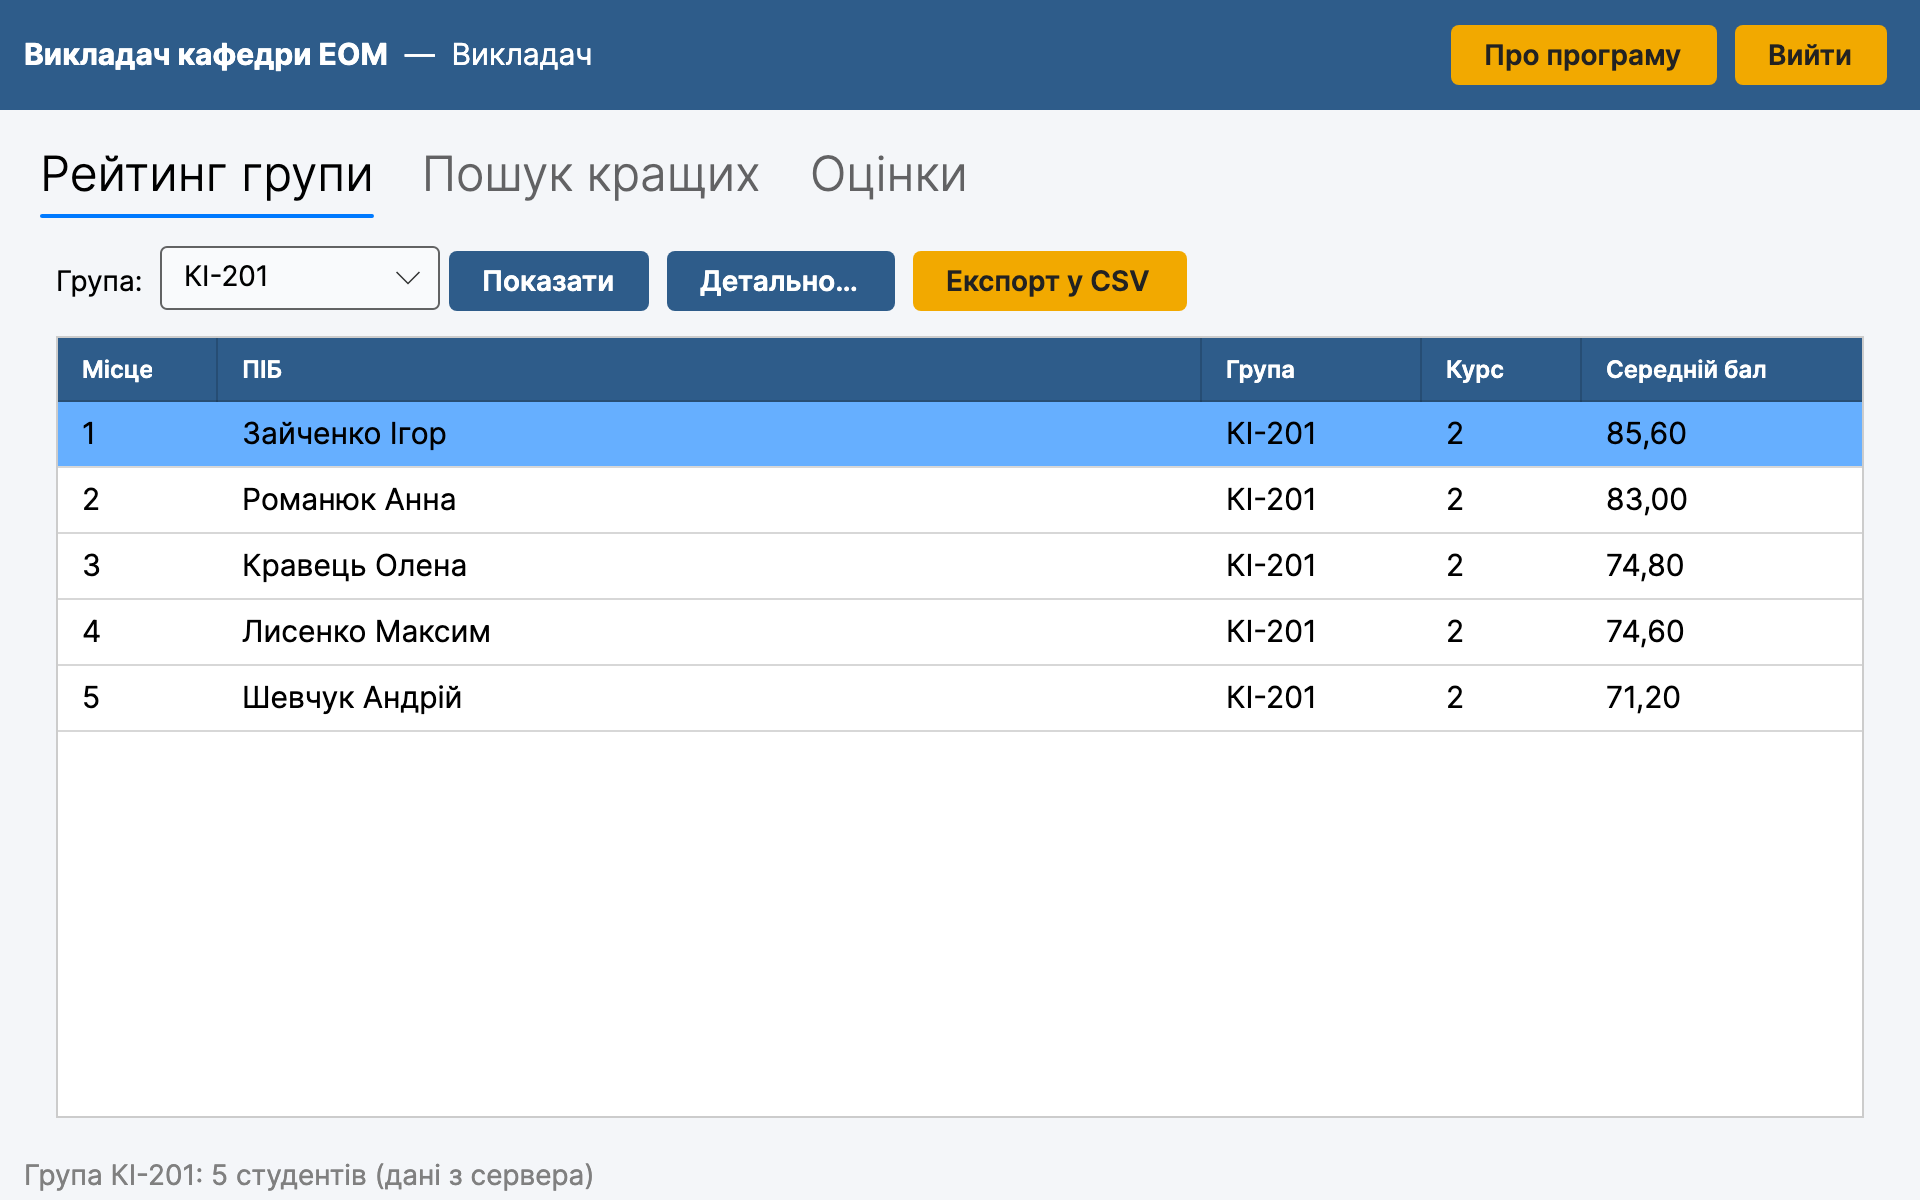 Викладач кафедри ЕОМ — Викладач Про програму Вийти
Рейтинг групи Пошук кращих Оцінки
Група: КІ-201 Показати Детально... Експорт у CSV
Місце ПІБ Група Курс Середній бал
1 Зайченко Ігор КІ-201 2 85,60
2 Романюк Анна КІ-201 2 83,00
3 Кравець Олена КІ-201 2 74,80
4 Лисенко Максим КІ-201 2 74,60
5 Шевчук Андрій КІ-201 2 71,20
Група КІ-201: 5 студентів (дані з сервера)